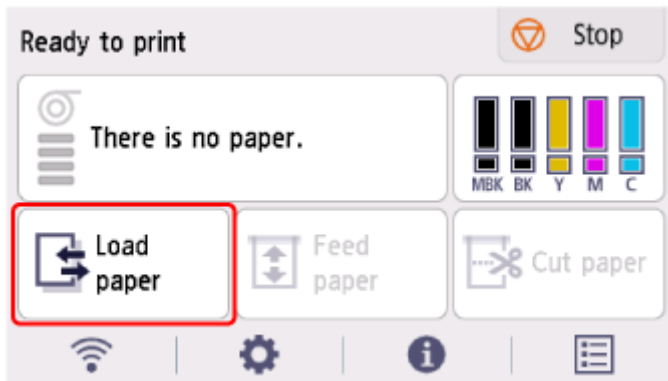 Ready to print
Stop
There is no paper.
MBK BK Y M C
Load
paper
Feed
paper
Cut paper